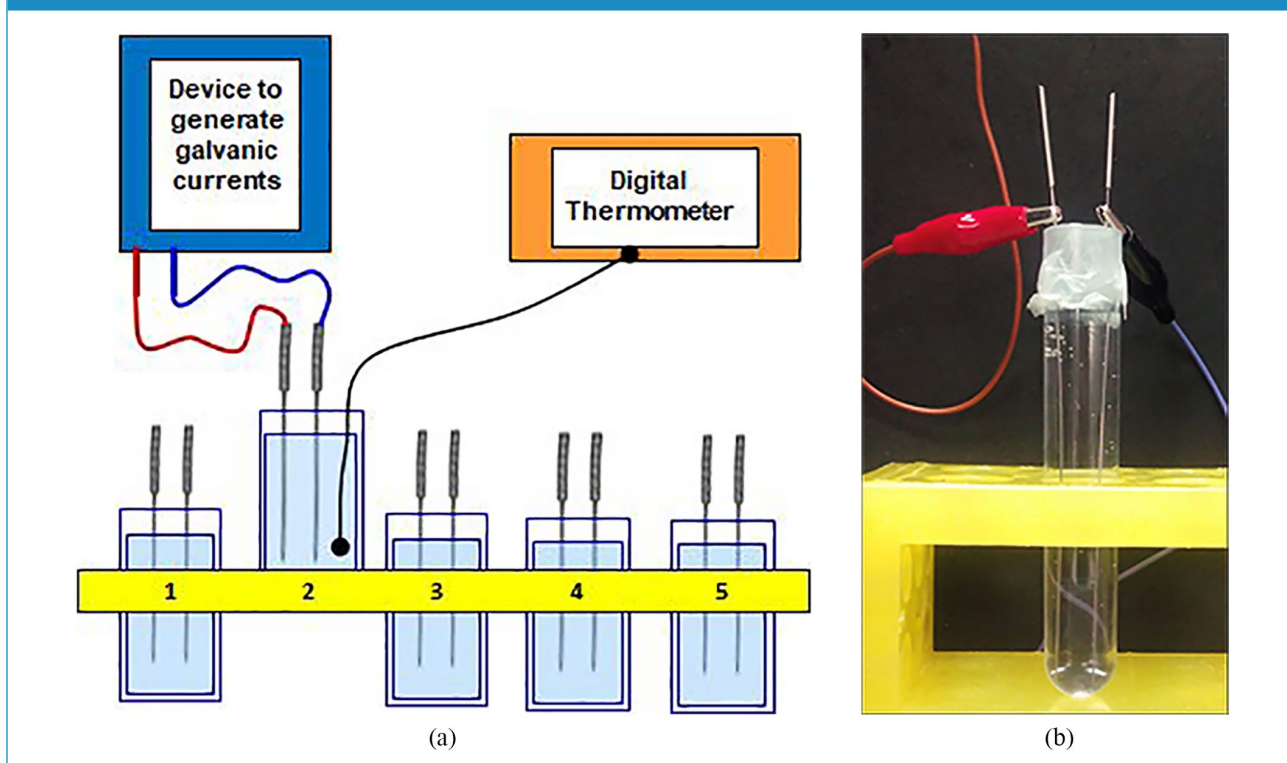 Device to
generate
galvanic
currents
Digital
Thermometer
1
2
3
4
5
(a)
(b)